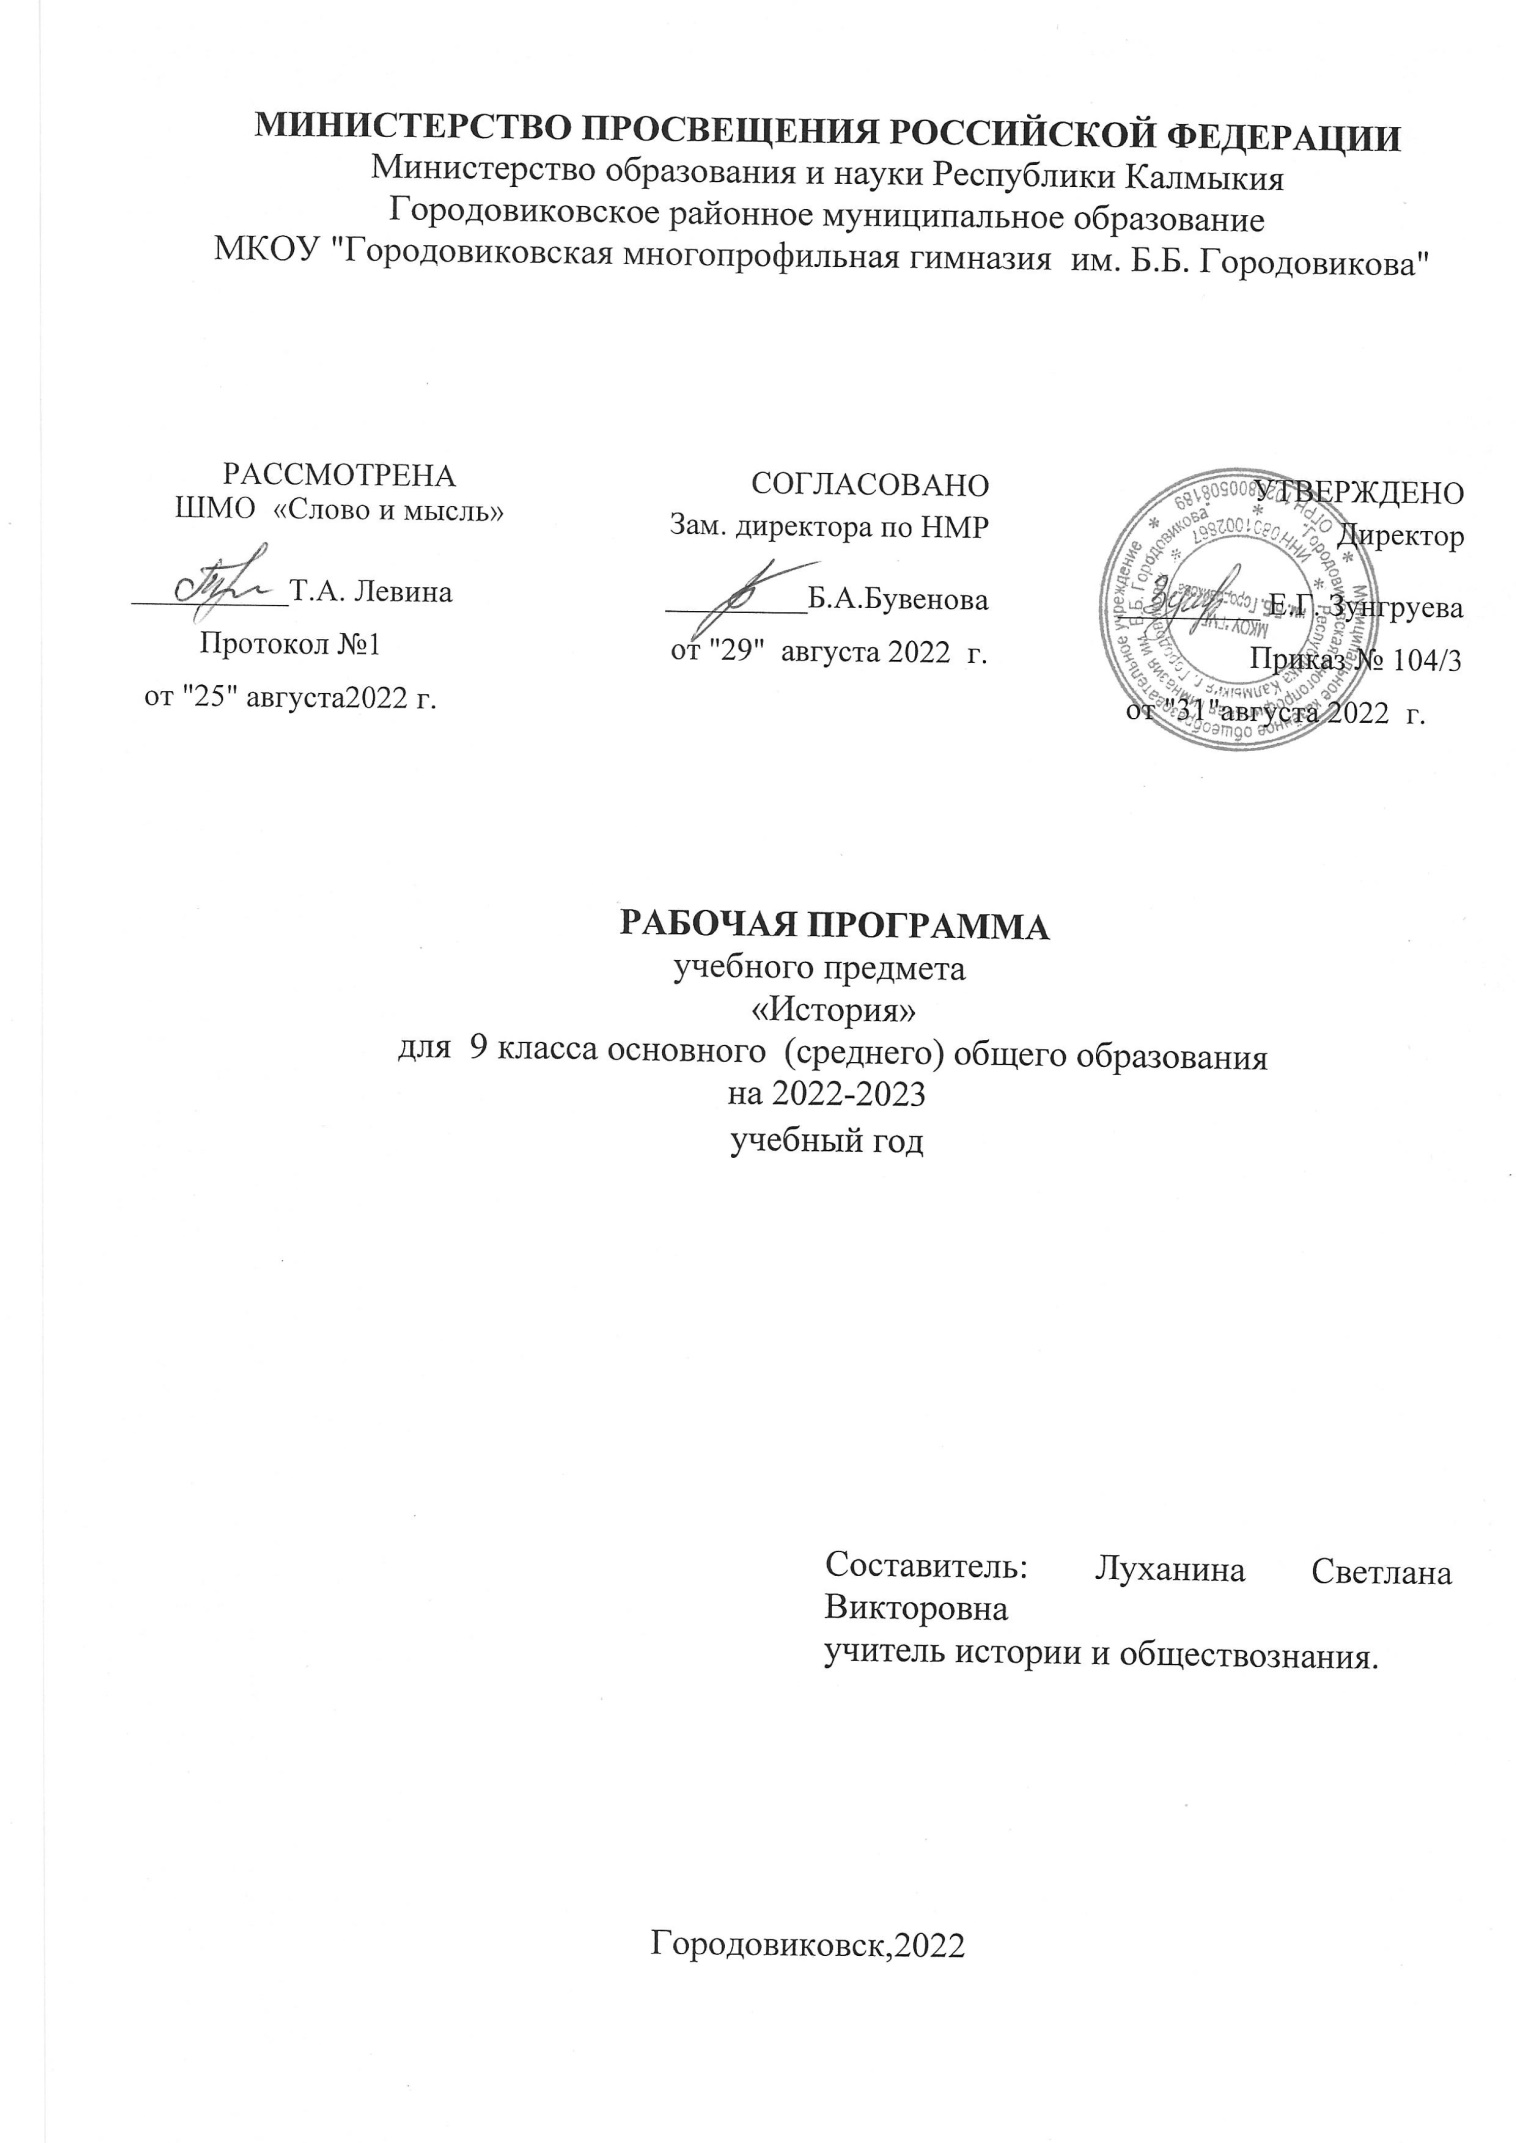 МИНИСТЕРСТВО ПРОСВЕЩЕНИЯ РОССИЙСКОЙ ФЕДЕРАЦИИ
Министерство образования и науки Республики Калмыкия
Городовиковское районное муниципальное образование
МКОУ "Городовиковская многопрофильная гимназия им. Б.Б. Городовикова"
РАССМОТРЕНА
ШМО «Слово и мысль»
Т.А. Левина
Протокол №1
от "25" августа2022 г.
СОГЛАСОВАНО
Зам. директора по НМР
Б.А.Бувенова
от "29" августа 2022 г.
УТВЕРЖДЕНО
Директор
Е.Г. Зунгруева
Приказ № 104/3
от "31"августа 2022 г.
РАБОЧАЯ ПРОГРАММА
учебного предмета
«История»
для 9 класса основного (среднего) общего образования
на 2022-2023
учебный год
Составитель: Луханина Светлана
Викторовна
учитель истории и обществознания.
Городовиковск,2022